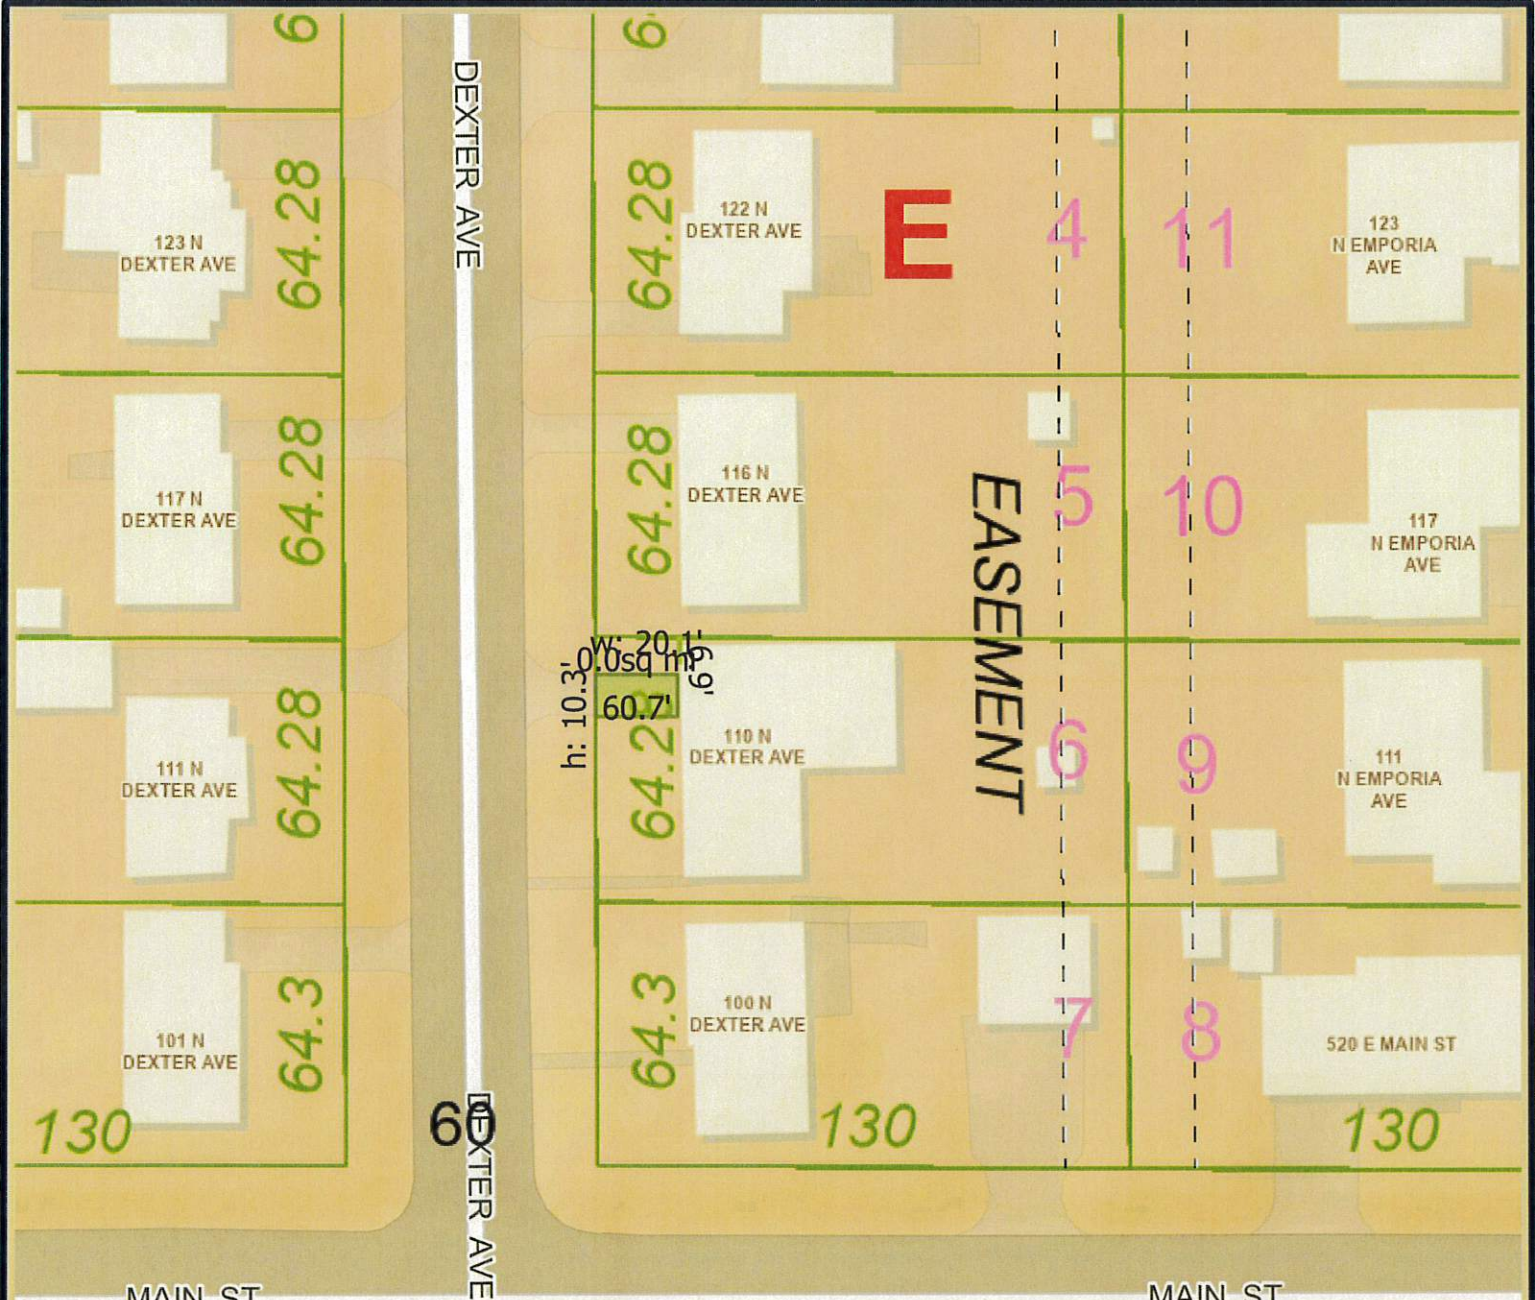 6
6
DEXTER AVE
123 N
DEXTER AVE
64.28
64.28
122 N
DEXTER AVE
E
4
11
123
N EMPORIA
AVE
117 N
DEXTER AVE
64.28
64.28
116 N
DEXTER AVE
EASEMENT
5
10
117
N EMPORIA
AVE
w: 20.1'
0.0sq mi
h: 10.3'
60.7'
111 N
DEXTER AVE
64.28
64.28
110 N
DEXTER AVE
6
9
111
N EMPORIA
AVE
101 N
DEXTER AVE
64.3
64.3
100 N
DEXTER AVE
7
8
520 E MAIN ST
130
60
130
130
DEXTER AVE
MAIN ST
MAIN ST